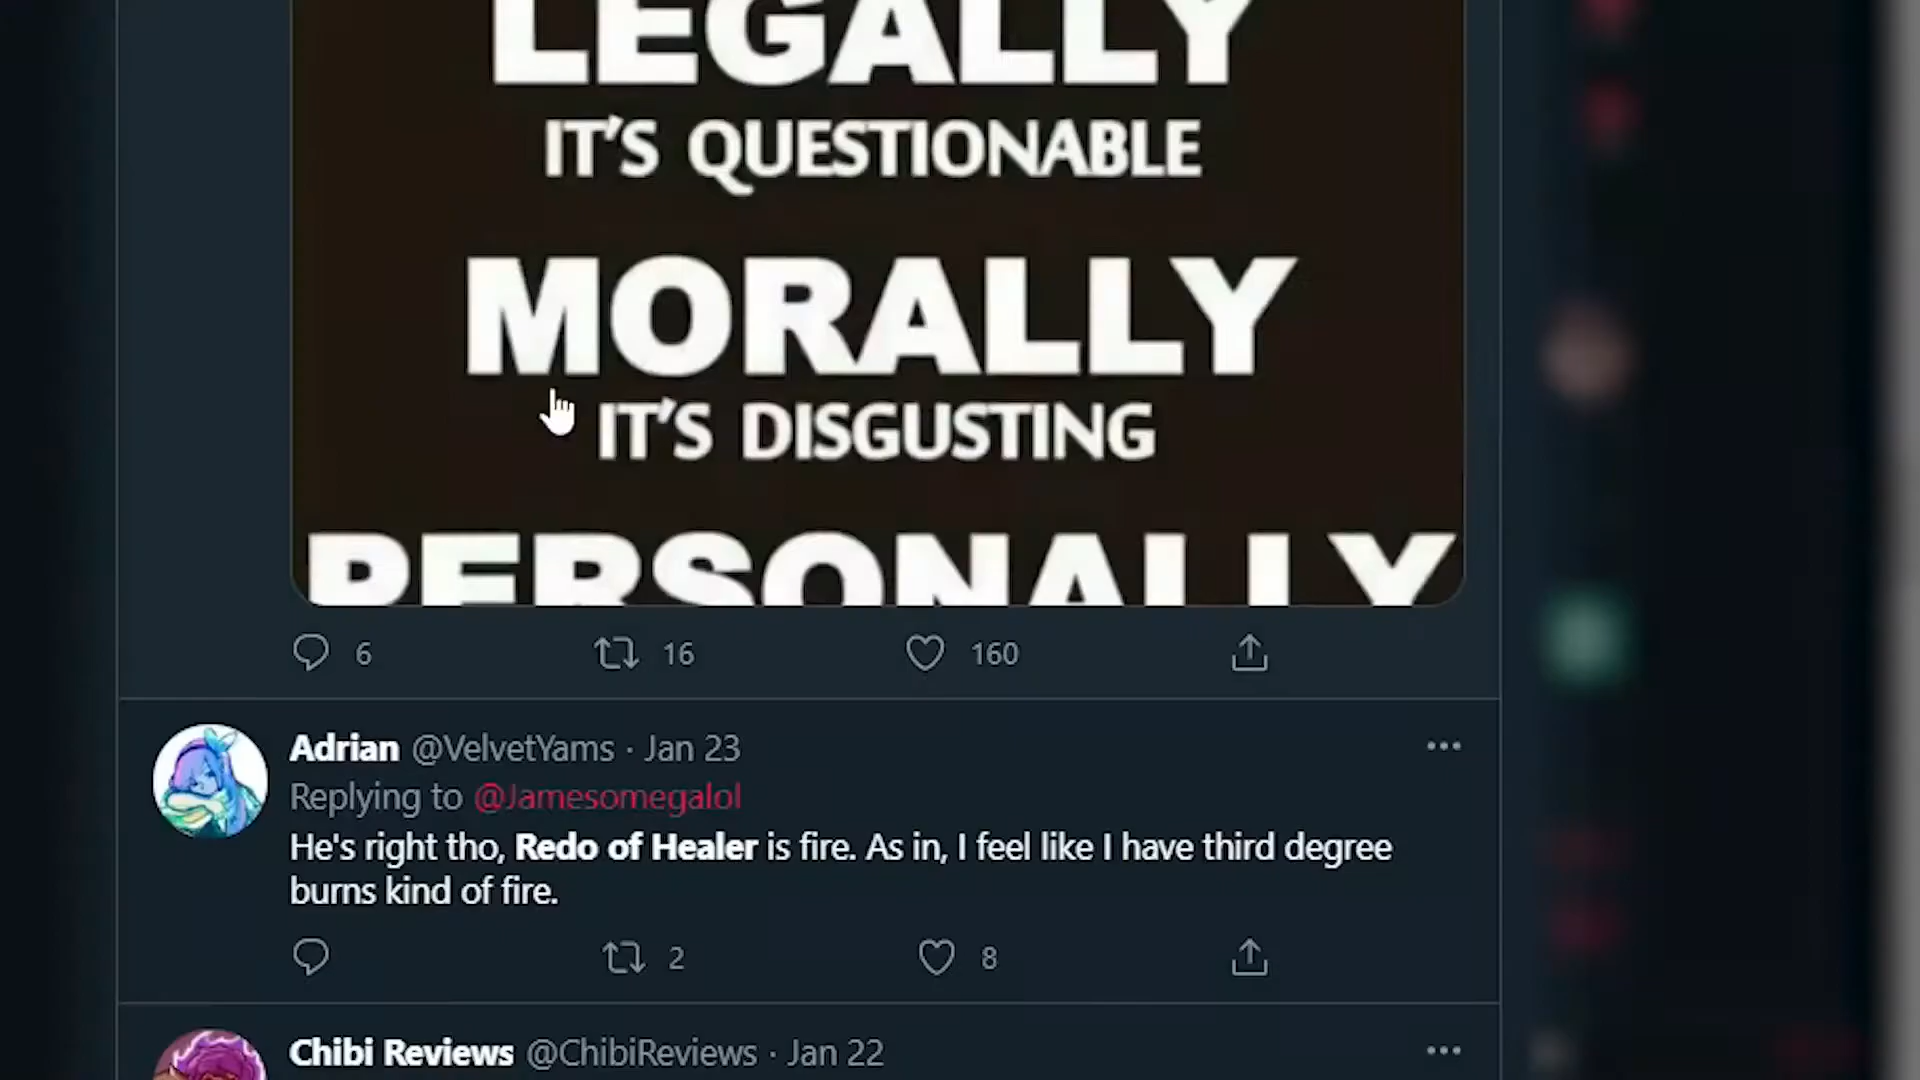 LEGALLY
IT'S QUESTIONABLE
MORALLY
IT'S DISGUSTING
PERSONALLY
6 16 160
Adrian @VelvetYams · Jan 23
Replying to @Jamesomegalol
He's right tho, Redo of Healer is fire. As in, I feel like I have third degree
burns kind of fire.
2 8
Chibi Reviews @ChibiReviews · Jan 22